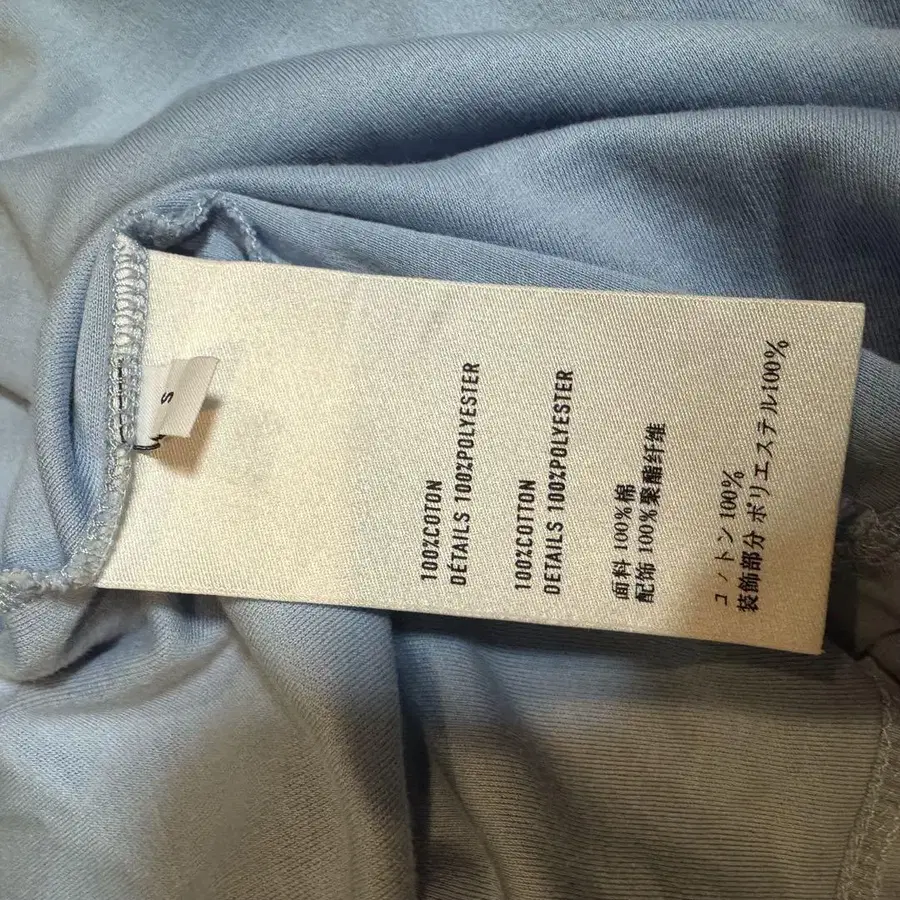 S
100%COTON
DÉTAILS 100%POLYESTER
100%COTTON
DETAILS 100%POLYESTER
面料 100%棉
配饰 100%聚酯纤维
コットン 100%
装飾部分 ポリエステル100%